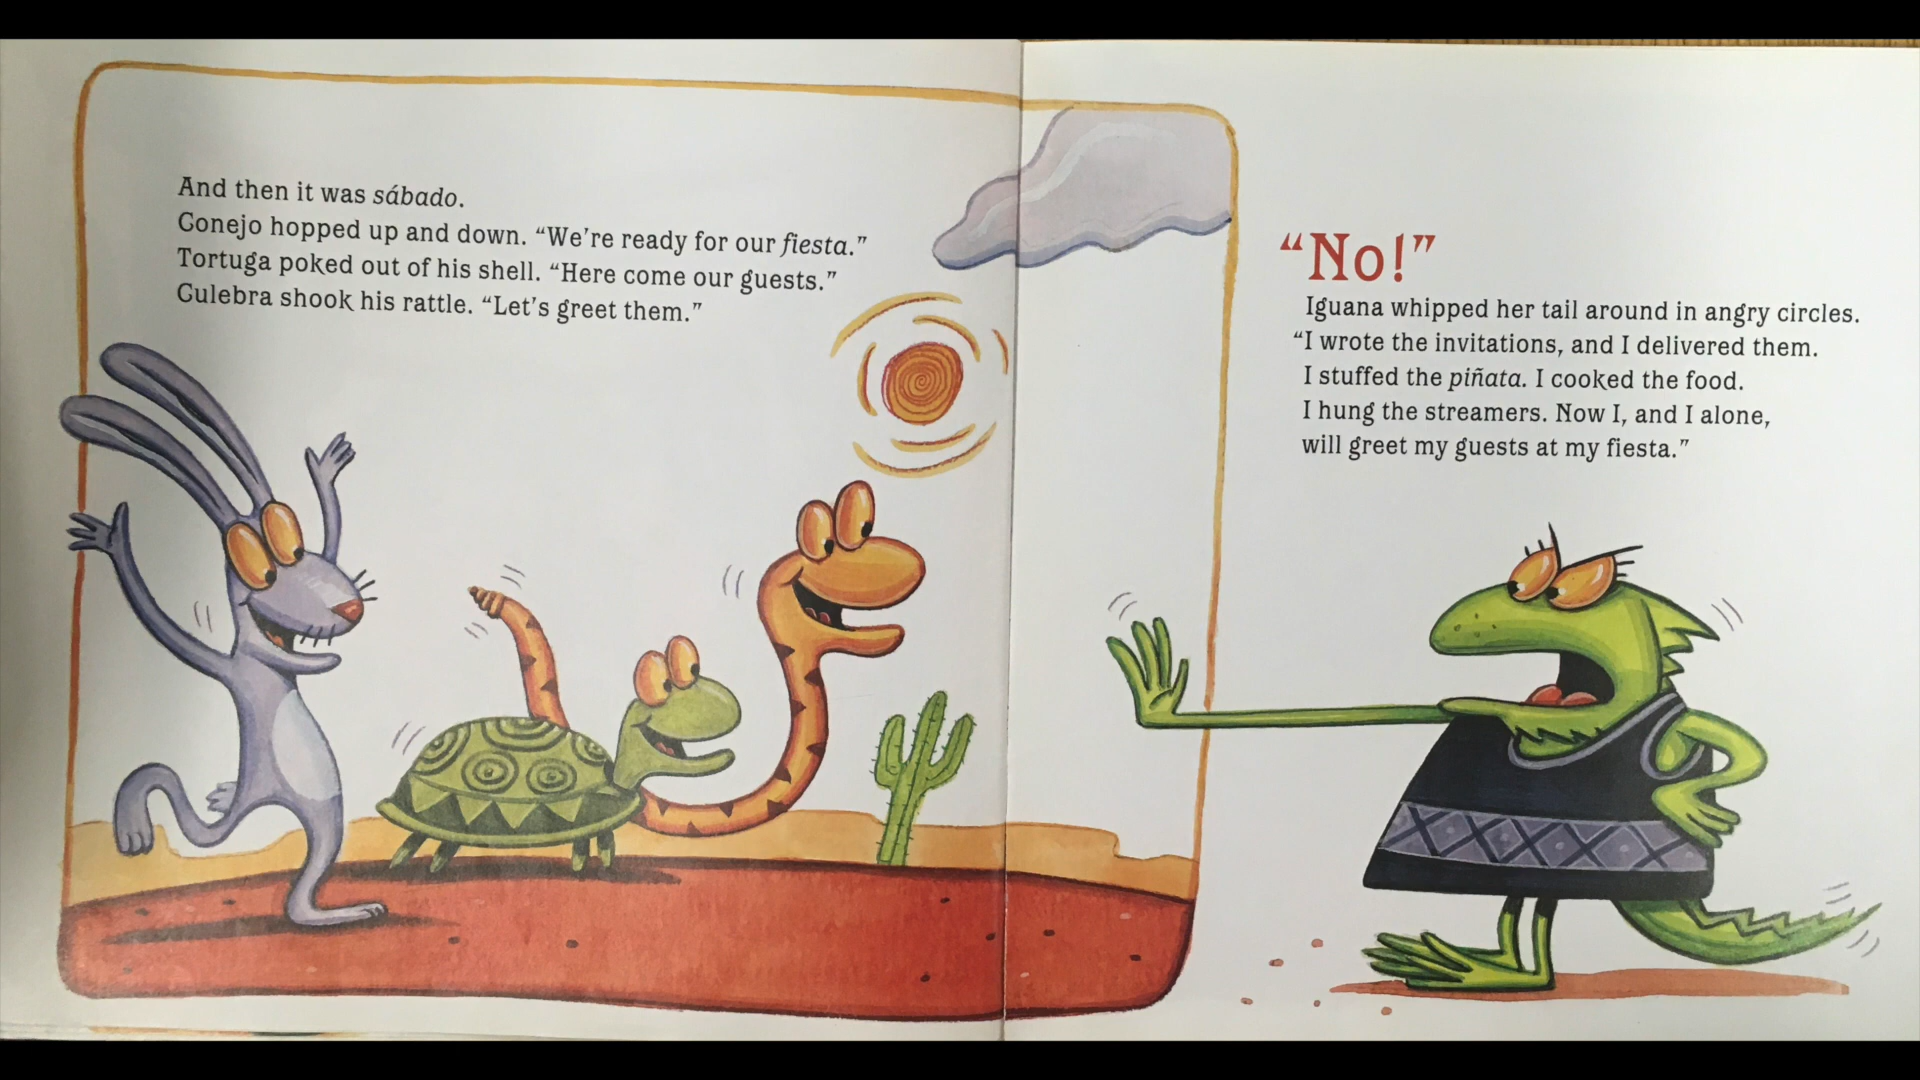 And then it was sábado.
Conejo hopped up and down. “We’re ready for our fiesta.”
Tortuga poked out of his shell. “Here come our guests.”
Culebra shook his rattle. “Let’s greet them.”
“No!”
Iguana whipped her tail around in angry circles.
“I wrote the invitations, and I delivered them.
I stuffed the piñata. I cooked the food.
I hung the streamers. Now I, and I alone,
will greet my guests at my fiesta.”